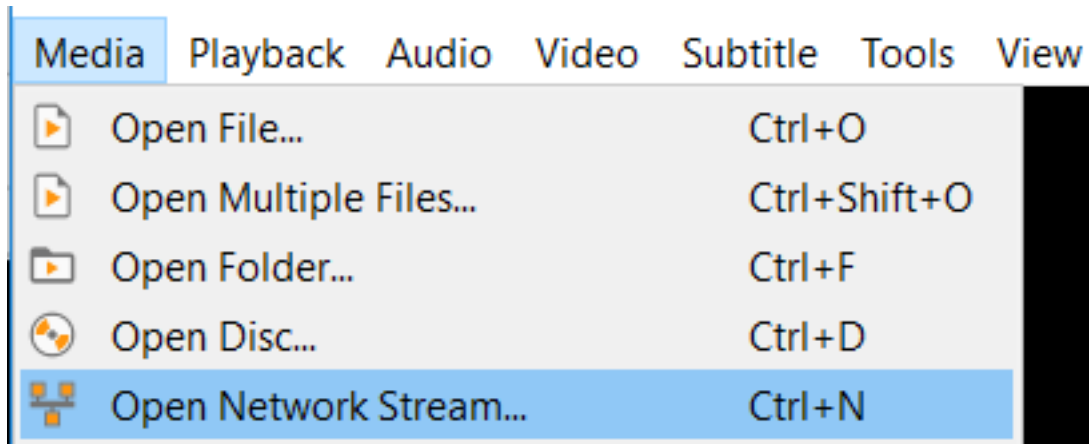 Media Playback Audio Video Subtitle Tools View
Open File... Ctrl+O
Open Multiple Files... Ctrl+Shift+O
Open Folder... Ctrl+F
Open Disc... Ctrl+D
Open Network Stream... Ctrl+N